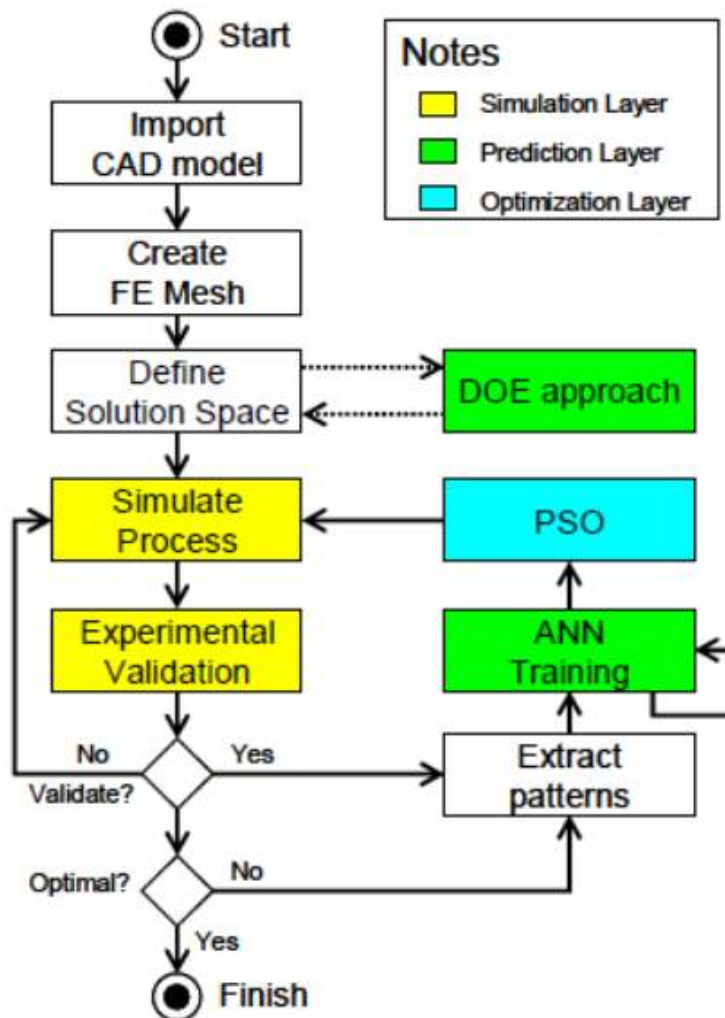 Start
Notes
Simulation Layer
Prediction Layer
Optimization Layer
Import
CAD model
Create
FE Mesh
Define
Solution Space
DOE approach
Simulate
Process
PSO
Experimental
Validation
ANN
Training
No
Yes
Validate?
Extract
patterns
Optimal?
No
Yes
Finish